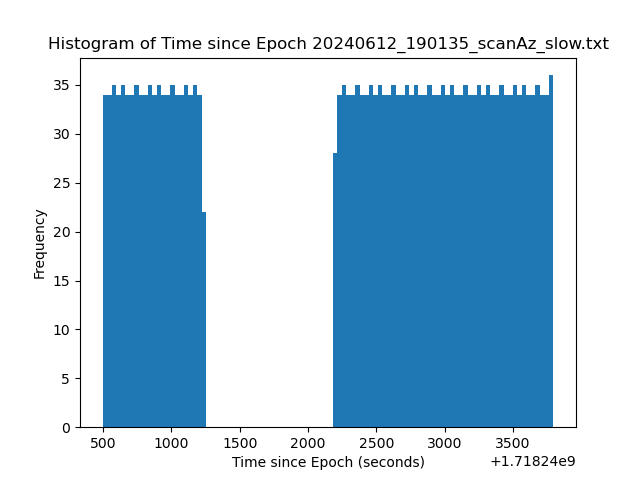 Histogram of Time since Epoch 20240612_190135_scanAz_slow.txt
35
30
25
20
15
10
5
0
Frequency
500 1000 1500 2000 2500 3000 3500
Time since Epoch (seconds)
+1.71824e9